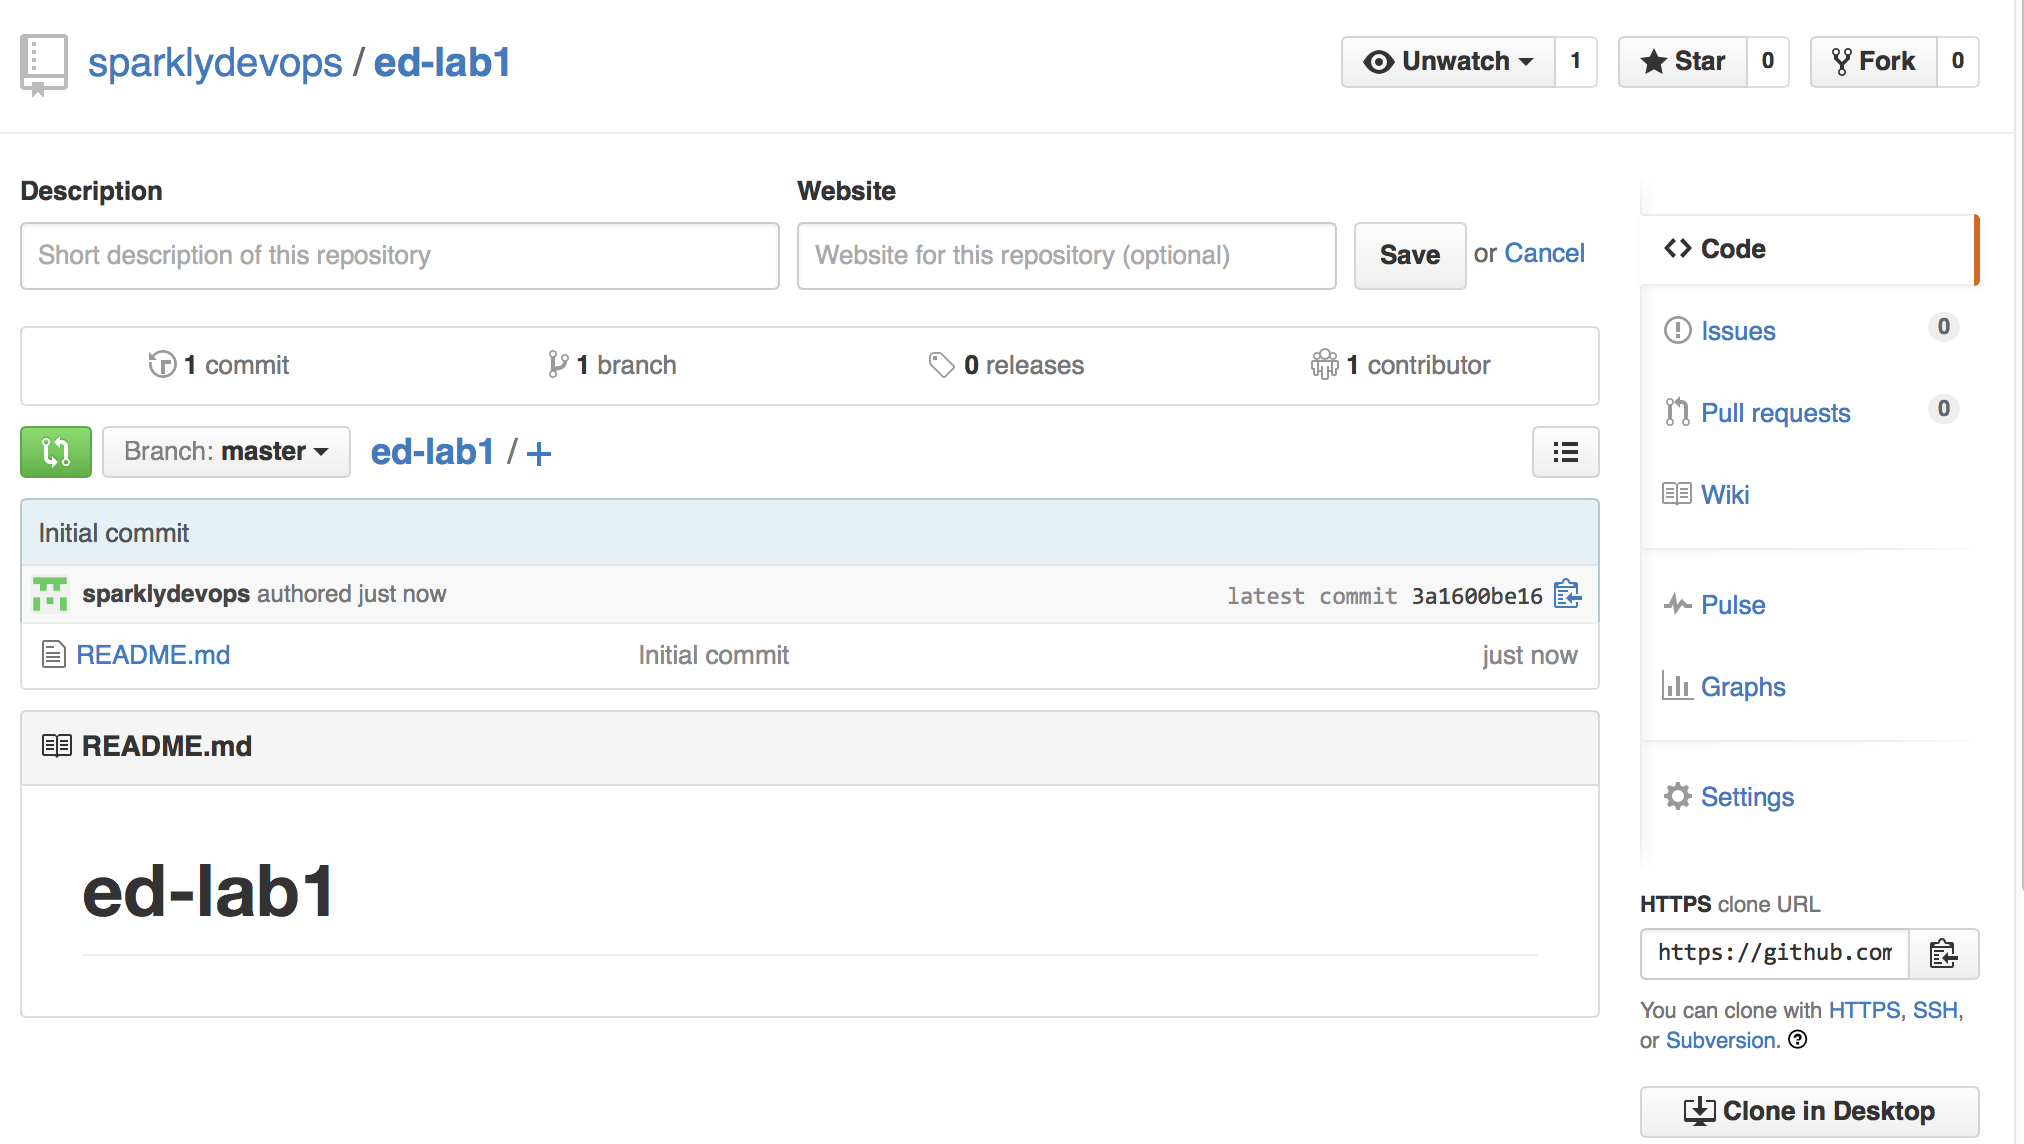 sparklydevops / ed-lab1
Unwatch 1
Star 0
Fork 0
Description
Website
Short description of this repository
Website for this repository (optional)
Save or Cancel
1 commit
1 branch
0 releases
1 contributor
Branch: master
ed-lab1 / +
Initial commit
sparklydevops authored just now
latest commit 3a1600be16
README.md
Initial commit
just now
README.md
ed-lab1
Code
Issues 0
Pull requests 0
Wiki
Pulse
Graphs
Settings
HTTPS clone URL
https://github.com
You can clone with HTTPS, SSH,
or Subversion. ?
Clone in Desktop